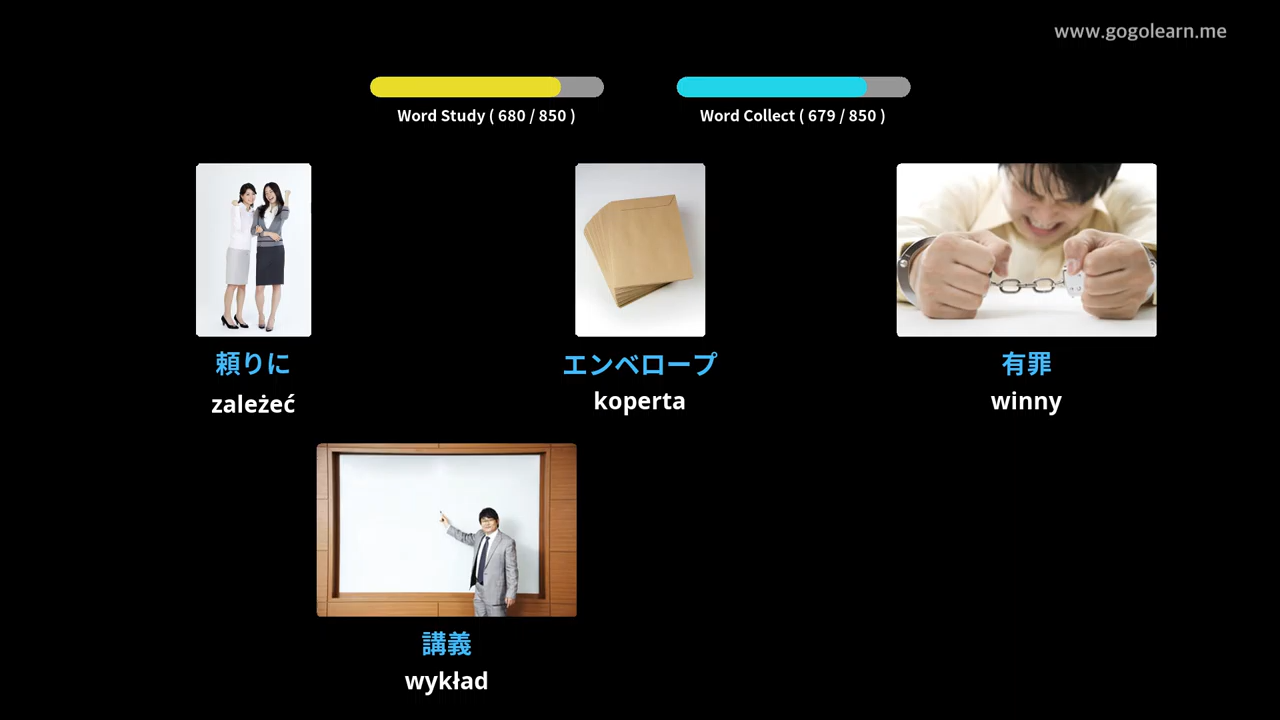 www.gogolearn.me
Word Study ( 680 / 850 )
Word Collect ( 679 / 850 )
頼りに
zależeć
エンベロープ
koperta
有罪
winny
講義
wykład